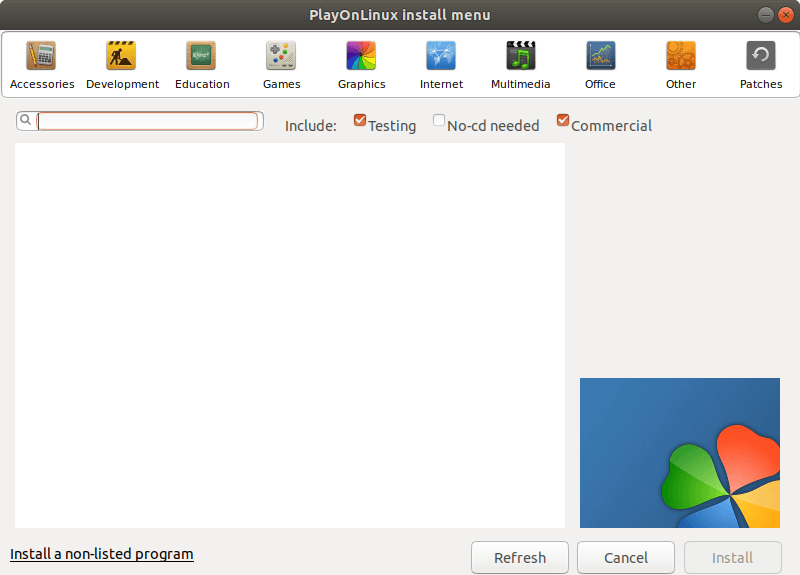 PlayOnLinux install menu
Accessories Development Education Games Graphics Internet Multimedia Office Other Patches
Include: Testing No-cd needed Commercial
Install a non-listed program
Refresh Cancel Install